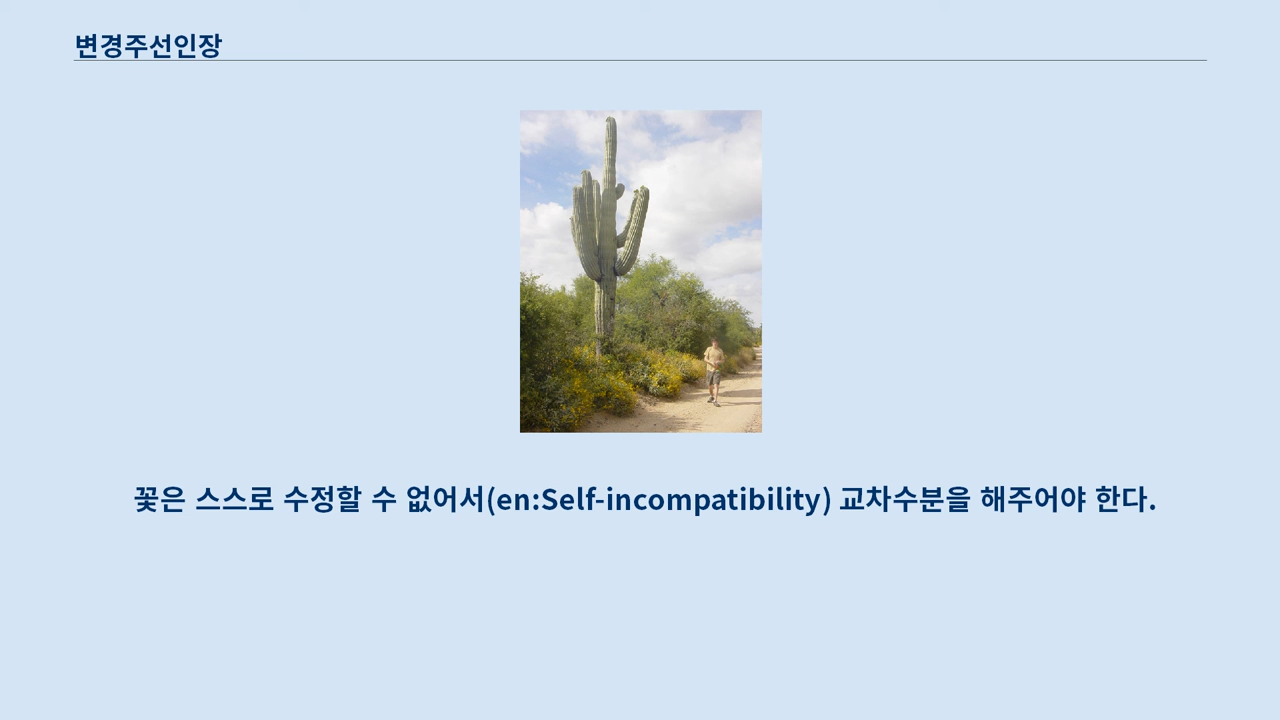 변경주선인장
꽃은 스스로 수정할 수 없어서(en:Self-incompatibility) 교차수분을 해주어야 한다.